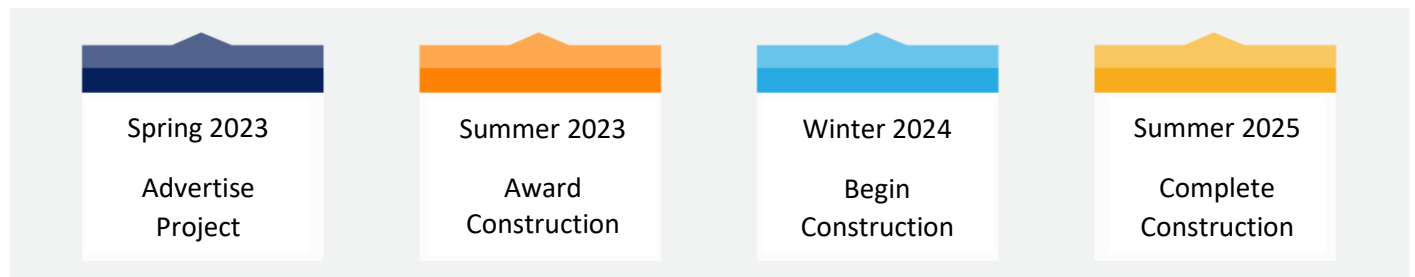 Spring 2023
Advertise
Project
Summer 2023
Award
Construction
Winter 2024
Begin
Construction
Summer 2025
Complete
Construction